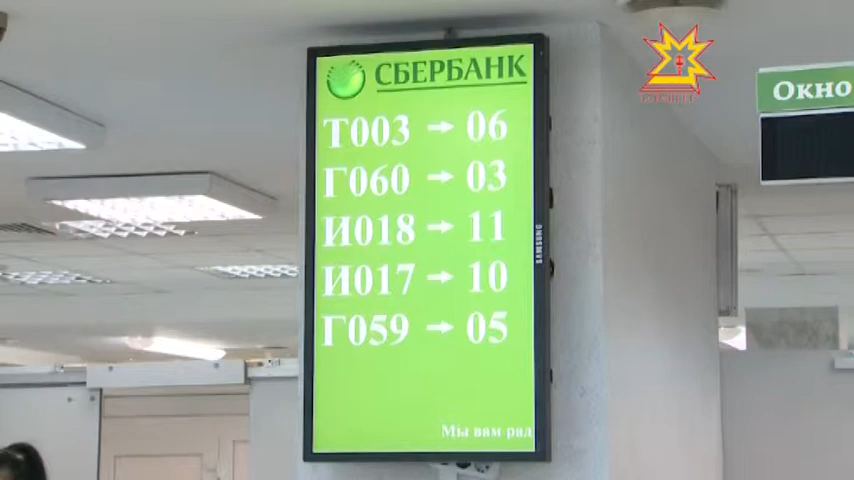 СБЕРБАНК
Т003 → 06
Г060 → 03
И018 → 11
И017 → 10
Г059 → 05
Мы вам рад
SAMSUNG
Окно